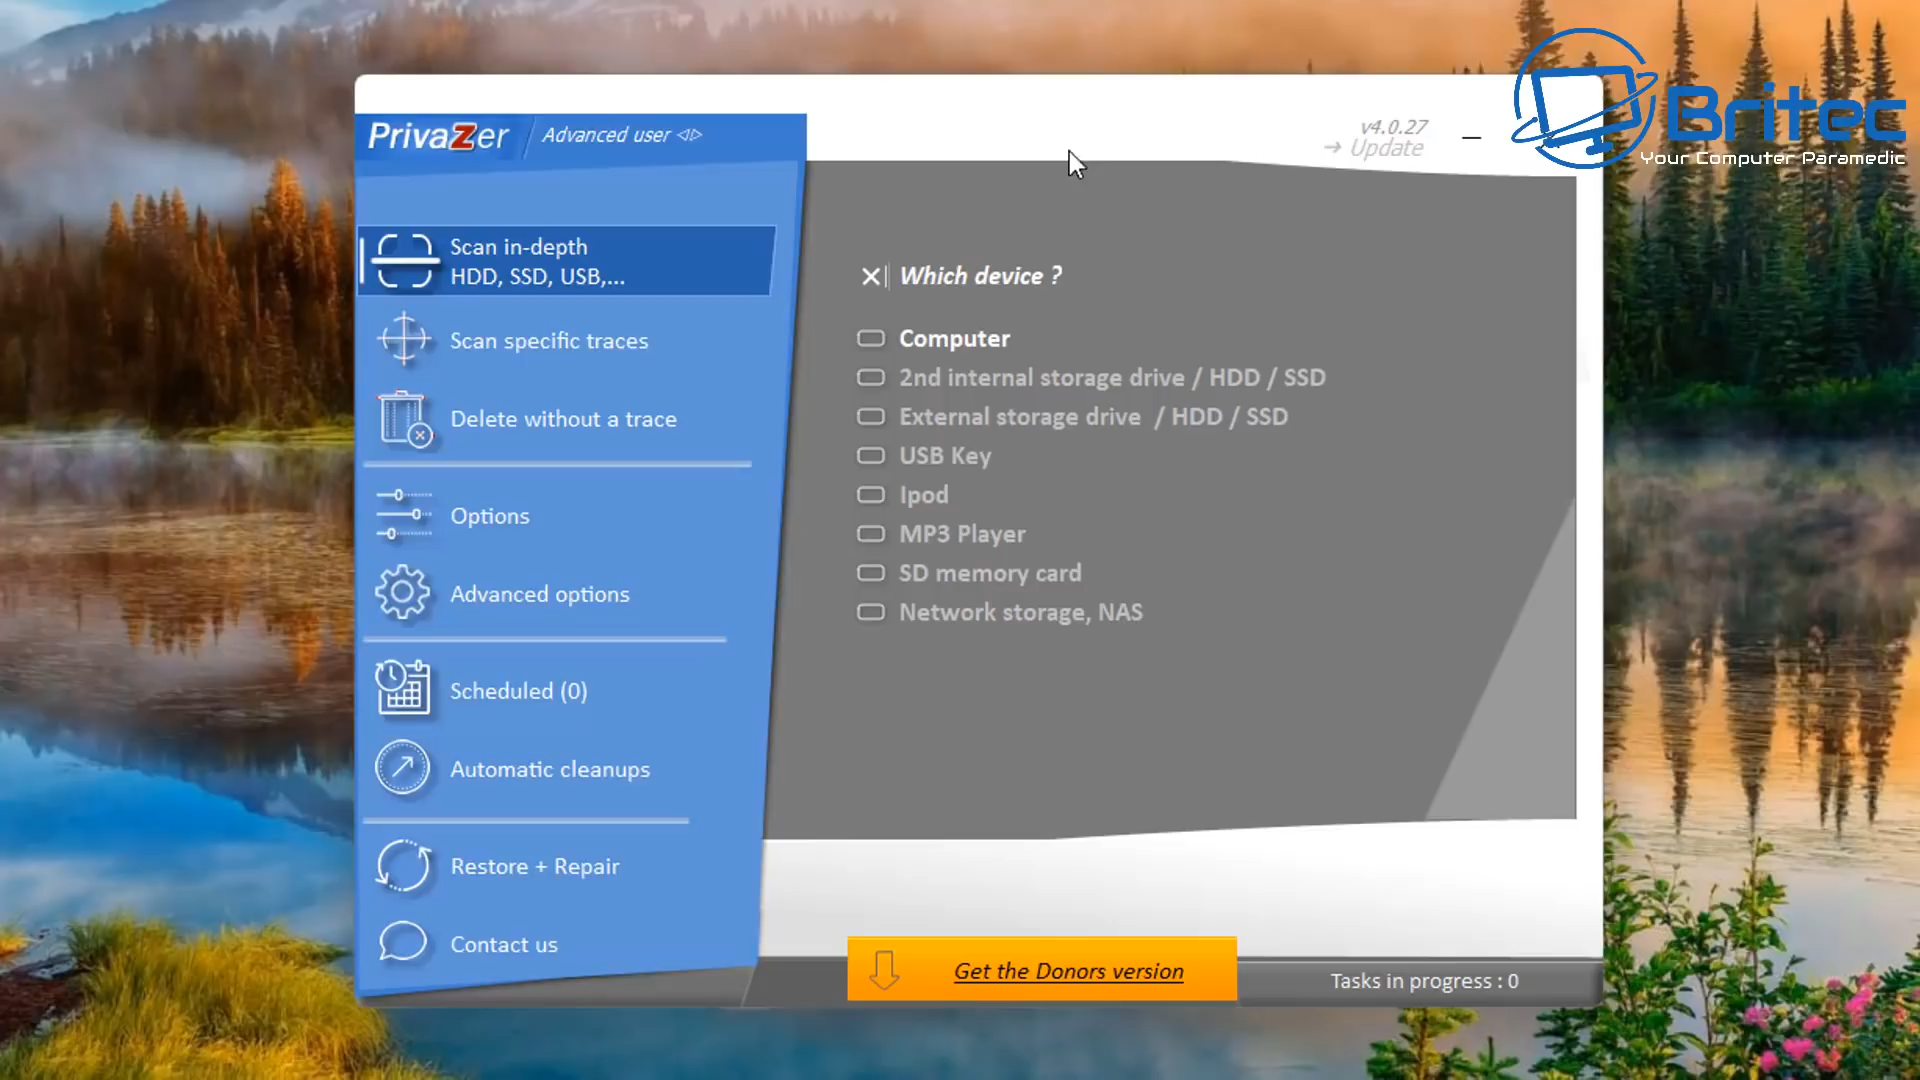 PrivaZer
Advanced user
v4.0.27
→ Update
Britec
Your Computer Paramedic
Scan in-depth
HDD, SSD, USB,...
Scan specific traces
Delete without a trace
Options
Advanced options
Scheduled (0)
Automatic cleanups
Restore + Repair
Contact us
Which device ?
Computer
2nd internal storage drive / HDD / SSD
External storage drive / HDD / SSD
USB Key
Ipod
MP3 Player
SD memory card
Network storage, NAS
Get the Donors version
Tasks in progress : 0